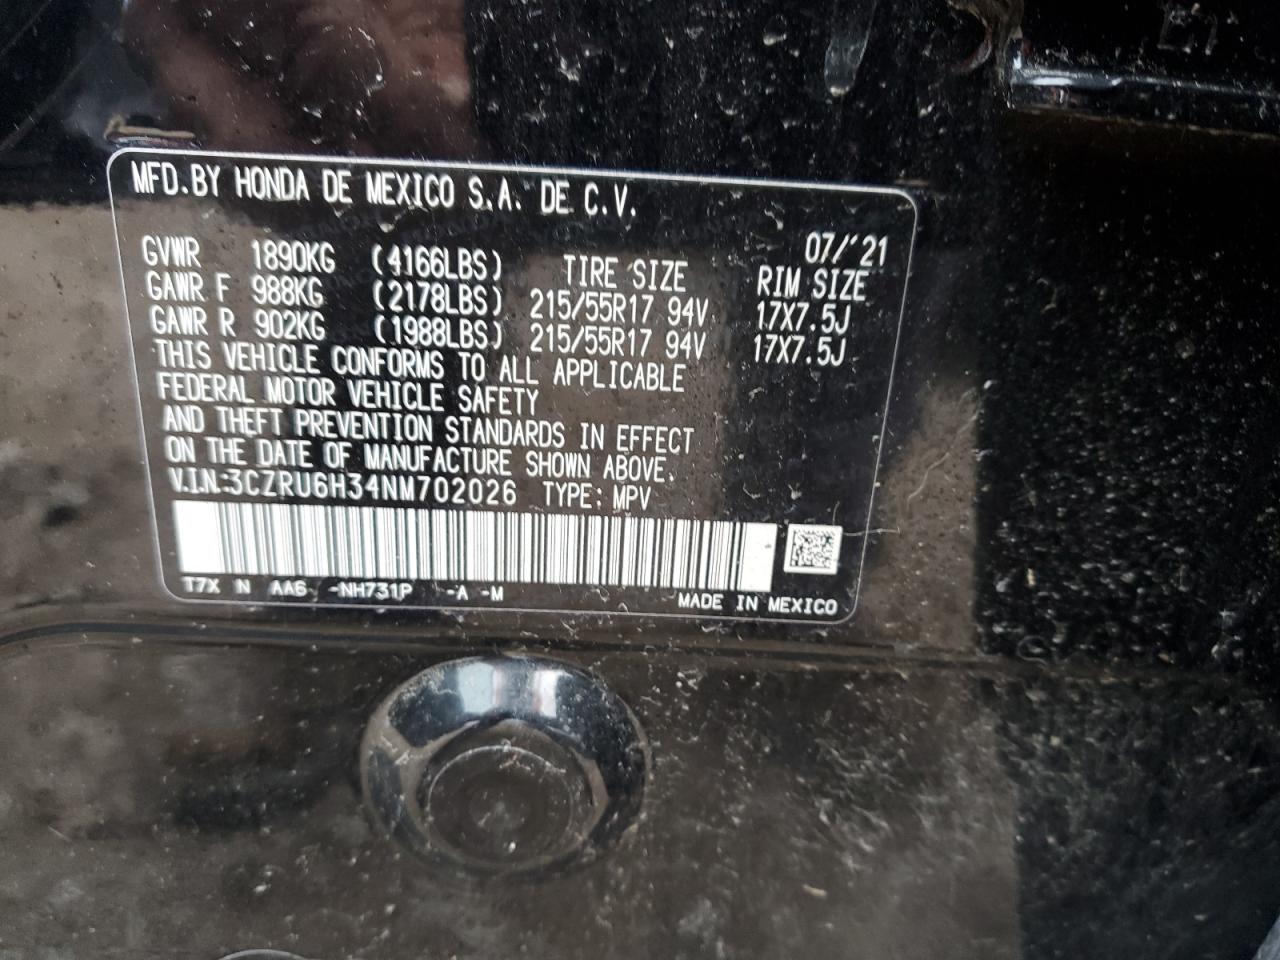 MFD.BY HONDA DE MEXICO S.A. DE C.V.
07/'21
GVWR 1890KG (4166LBS) TIRE SIZE RIM SIZE
GAWR F 988KG (2178LBS) 215/55R17 94V 17X7.5J
GAWR R 902KG (1988LBS) 215/55R17 94V 17X7.5J
THIS VEHICLE CONFORMS TO ALL APPLICABLE
FEDERAL MOTOR VEHICLE SAFETY
AND THEFT PREVENTION STANDARDS IN EFFECT
ON THE DATE OF MANUFACTURE SHOWN ABOVE.
V.I.N:3CZRU6H34NM702026 TYPE: MPV
T7X N AA6 -NH731P -A -M
MADE IN MEXICO